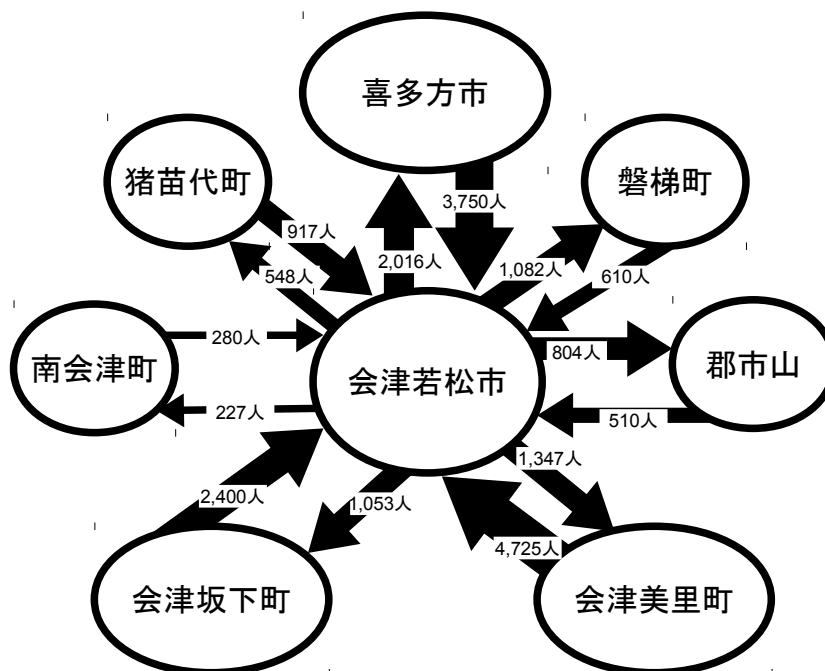 喜多方市
猪苗代町
磐梯町
3,750人
917人
2,016人
1,082人
610人
548人
280人
804人
南会津町
会津若松市
郡市山
227人
510人
1,347人
2,400人
1,053人
4,725人
会津坂下町
会津美里町